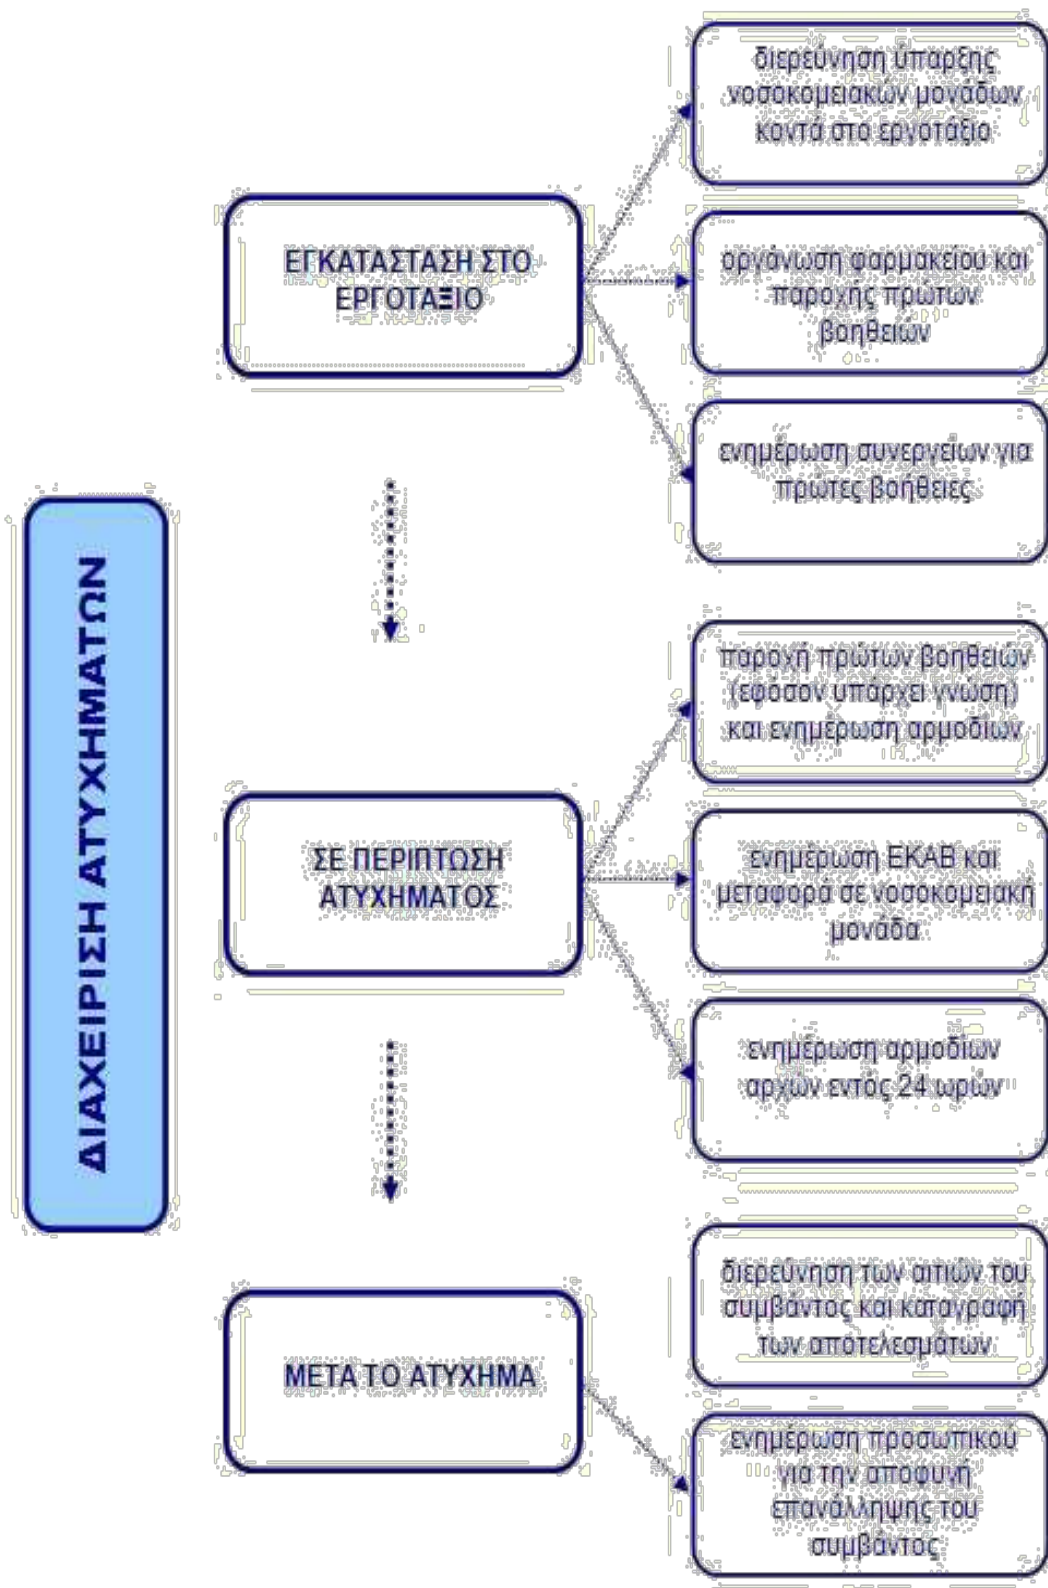 ΔΙΑΧΕΙΡΙΣΗ ΑΤΥΧΗΜΑΤΩΝ
ΕΓΚΑΤΑΣΤΑΣΗ ΣΤΟ
ΕΡΓΟΤΑΞΙΟ
διερεύνηση ύπαρξης
νοσοκομειακών μονάδων
κοντά στο εργοτάξιο
οργάνωση φαρμακείου και
παροχής πρώτων
βοηθειών
ενημέρωση συνεργείων για
πρώτες βοήθειες
ΣΕ ΠΕΡΙΠΤΩΣΗ
ΑΤΥΧΗΜΑΤΟΣ
παροχή πρώτων βοηθειών
(εφόσον υπάρχει γνώση)
και ενημέρωση αρμοδίων
ενημέρωση ΕΚΑΒ και
μεταφορά σε νοσοκομειακή
μονάδα
ενημέρωση αρμοδίων
αρχών εντός 24 ωρών
ΜΕΤΑ ΤΟ ΑΤΥΧΗΜΑ
διερεύνηση των αιτιών του
συμβάντος και καταγραφή
των αποτελεσμάτων
ενημέρωση προσωπικού
για την αποφυγή
επανάλληψης του
συμβάντος